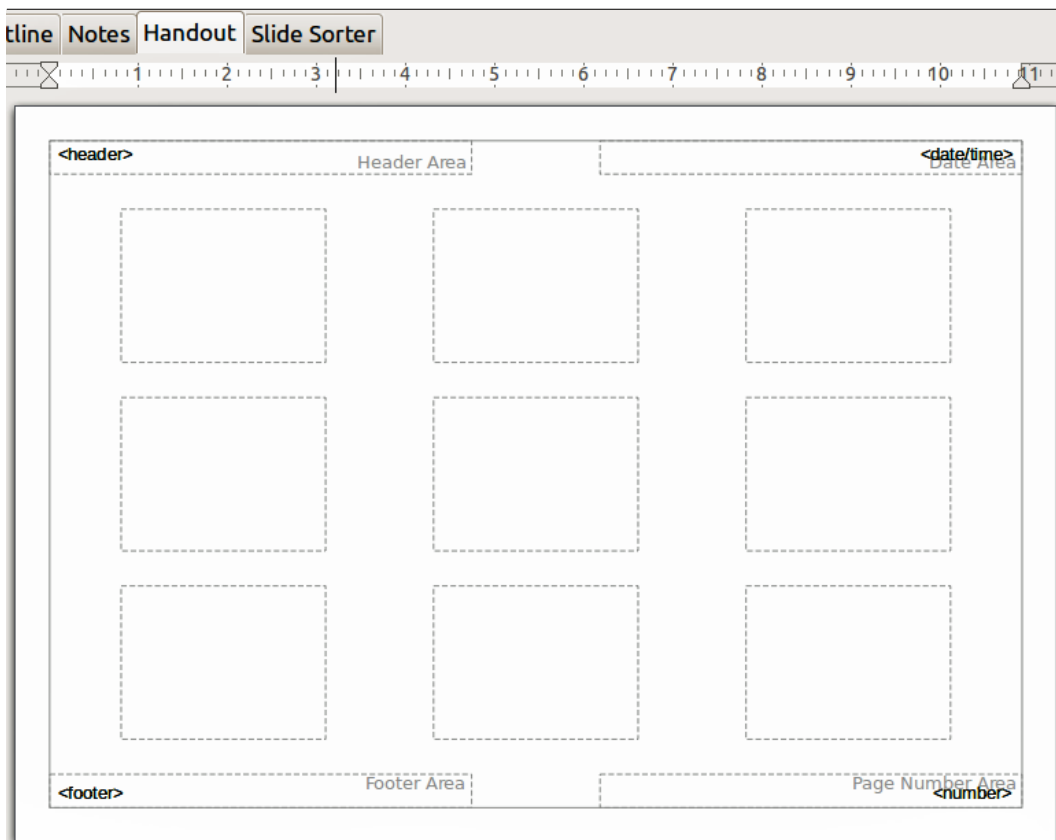 tline Notes Handout Slide Sorter
1 2 3 4 5 6 7 8 9 10 11
<header> Header Area <date/time> Date Area
Footer Area Page Number Area
<footer> <number>